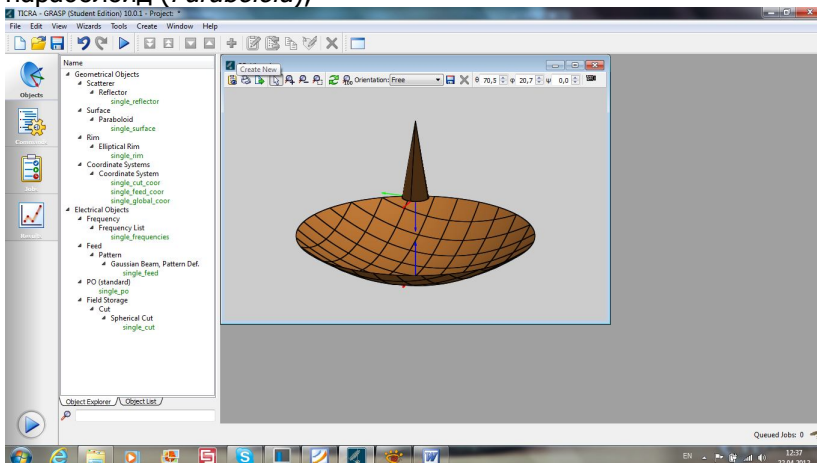 параболоид (Paraboloid),
TICRA - GRASP (Student Edition) 10.0.1 - Project: *
File Edit View Wizards Tools Create Window Help
Name
Geometrical Objects
Scatterer
Reflector
single_reflector
Surface
Paraboloid
single_surface
Rim
Elliptical Rim
single_rim
Coordinate Systems
Coordinate System
single_cut_coor
single_feed_coor
single_global_coor
Electrical Objects
Frequency
Frequency List
single_frequencies
Feed
Pattern
Gaussian Beam, Pattern Def.
single_feed
PO (standard)
single_po
Field Storage
Cut
Spherical Cut
single_cut
Objects
Jobs
Results
Create New
Orientation: Free θ 70,5 φ 20,7 ψ 0,0
Object Explorer Object List
Queued Jobs: 0
EN 12:37
22.04.2012